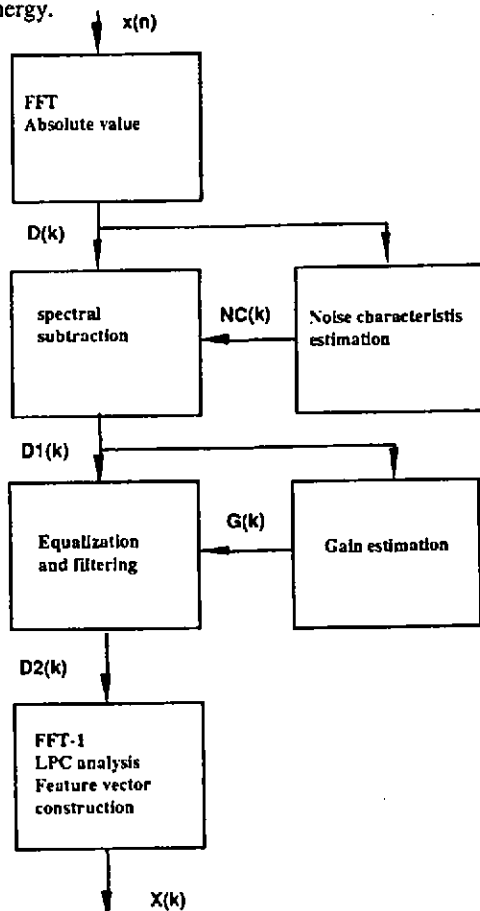 nergy.
x(n)
FFT
Absolute value
D(k)
spectral
subtraction
NC(k)
Noise characteristis
estimation
D1(k)
Equalization
and filtering
G(k)
Gain estimation
D2(k)
FFT-1
LPC analysis
Feature vector
construction
X(k)